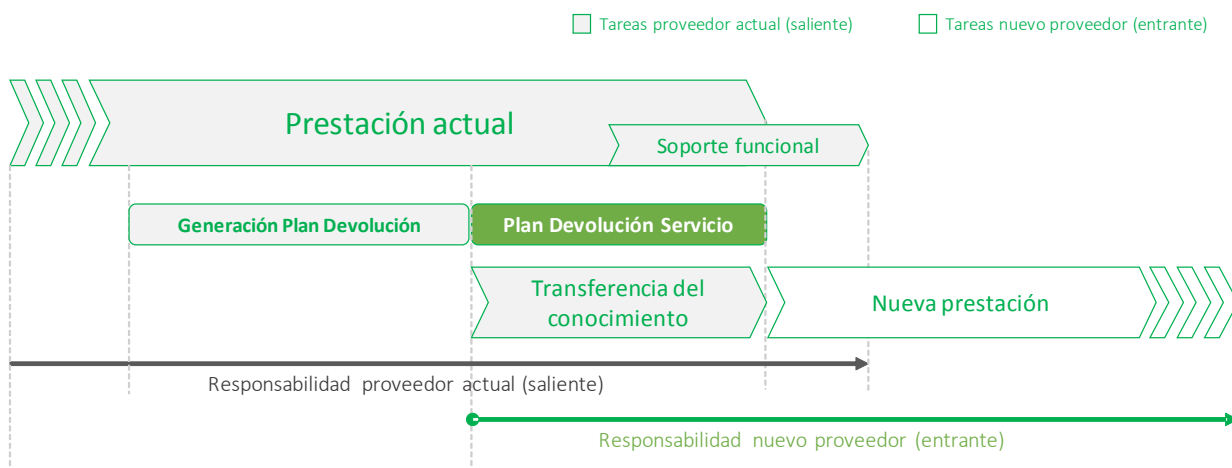 Tareas proveedor actual (saliente)
Tareas nuevo proveedor (entrante)
Prestación actual
Soporte funcional
Generación Plan Devolución
Plan Devolución Servicio
Transferencia del
conocimiento
Nueva prestación
Responsabilidad proveedor actual (saliente)
Responsabilidad nuevo proveedor (entrante)